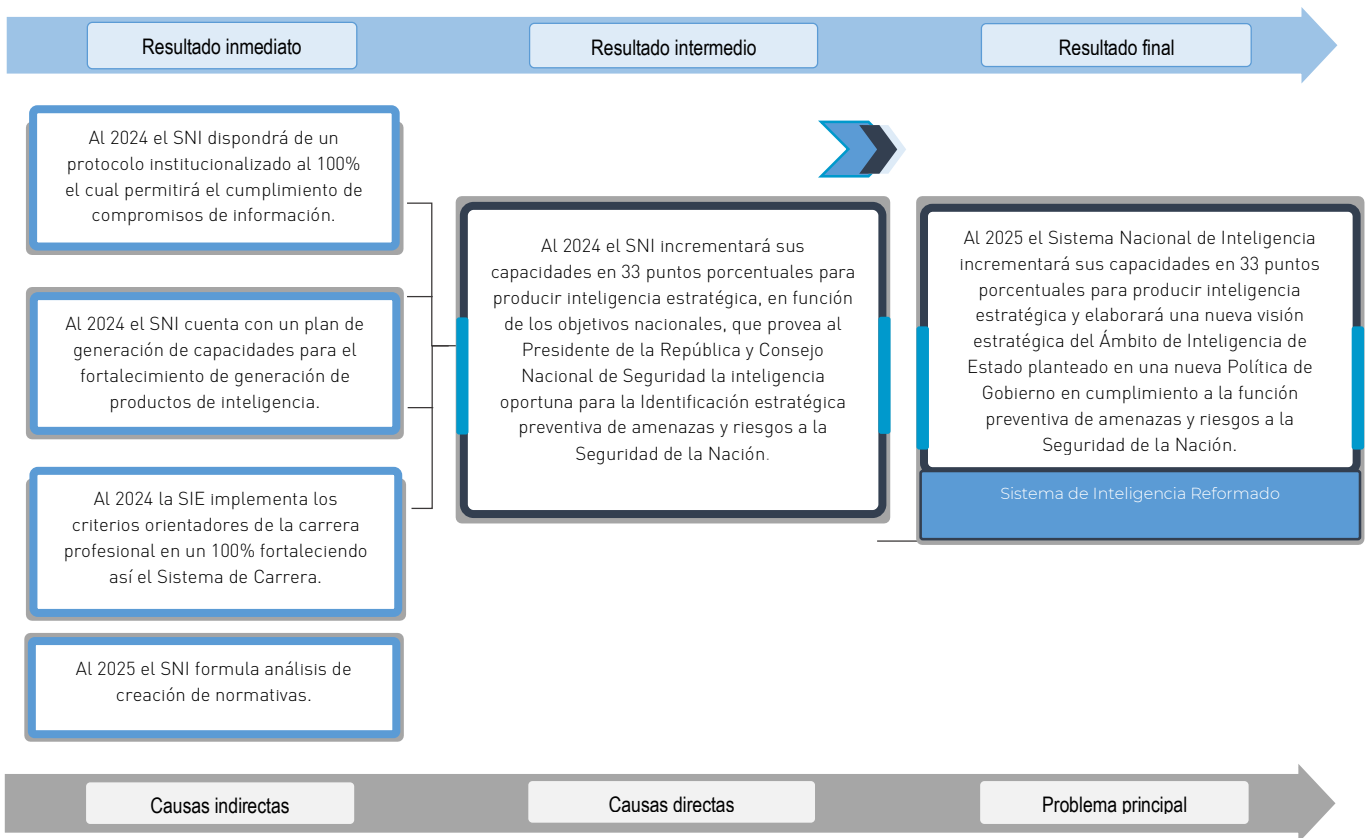 Resultado inmediato
Resultado intermedio
Resultado final
Al 2024 el SNI dispondrá de un
protocolo institucionalizado al 100%
el cual permitirá el cumplimiento de
compromisos de información.
Al 2024 el SNI cuenta con un plan de
generación de capacidades para el
fortalecimiento de generación de
productos de inteligencia.
Al 2024 la SIE implementa los
criterios orientadores de la carrera
profesional en un 100% fortaleciendo
así el Sistema de Carrera.
Al 2025 el SNI formula análisis de
creación de normativas.
Al 2024 el SNI incrementará sus
capacidades en 33 puntos porcentuales para
producir inteligencia estratégica, en función
de los objetivos nacionales, que provea al
Presidente de la República y Consejo
Nacional de Seguridad la inteligencia
oportuna para la Identificación estratégica
preventiva de amenazas y riesgos a la
Seguridad de la Nación.
Al 2025 el Sistema Nacional de Inteligencia
incrementará sus capacidades en 33 puntos
porcentuales para producir inteligencia
estratégica y elaborará una nueva visión
estratégica del Ámbito de Inteligencia de
Estado planteado en una nueva Política de
Gobierno en cumplimiento a la función
preventiva de amenazas y riesgos a la
Seguridad de la Nación.
Sistema de Inteligencia Reformado
Causas indirectas
Causas directas
Problema principal